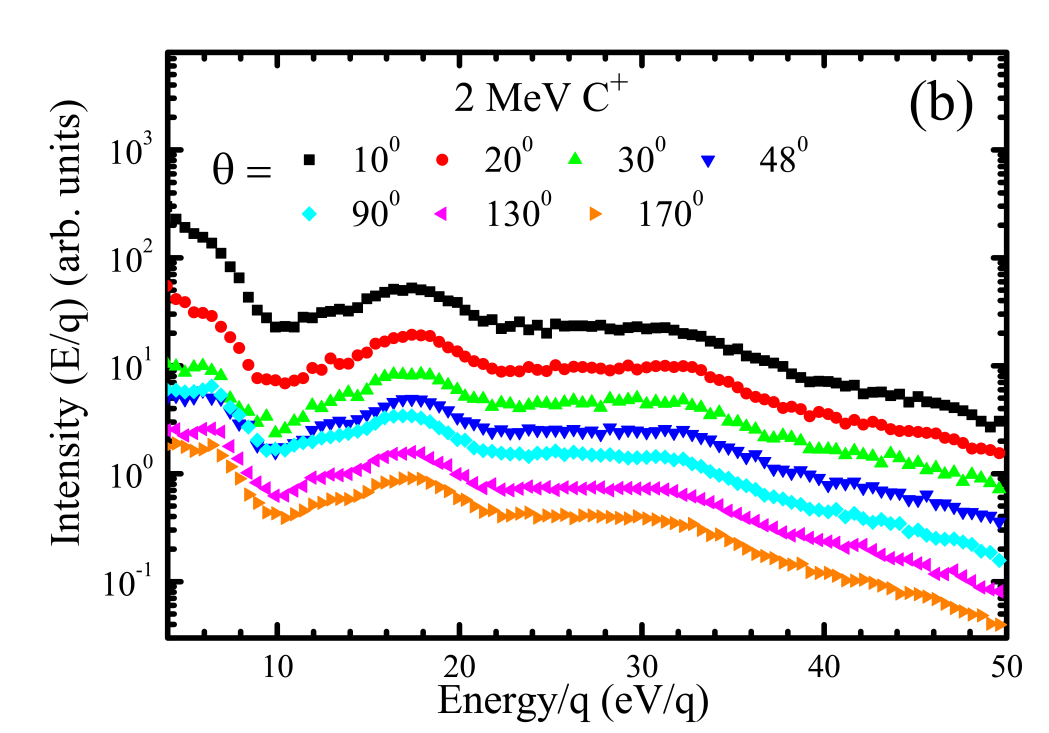 2 MeV C⁺
(b)
θ = 10⁰ 20⁰ 30⁰ 48⁰
90⁰ 130⁰ 170⁰
Intensity (E/q) (arb. units)
10³
10²
10¹
10⁰
10⁻¹
10 20 30 40 50
Energy/q (eV/q)